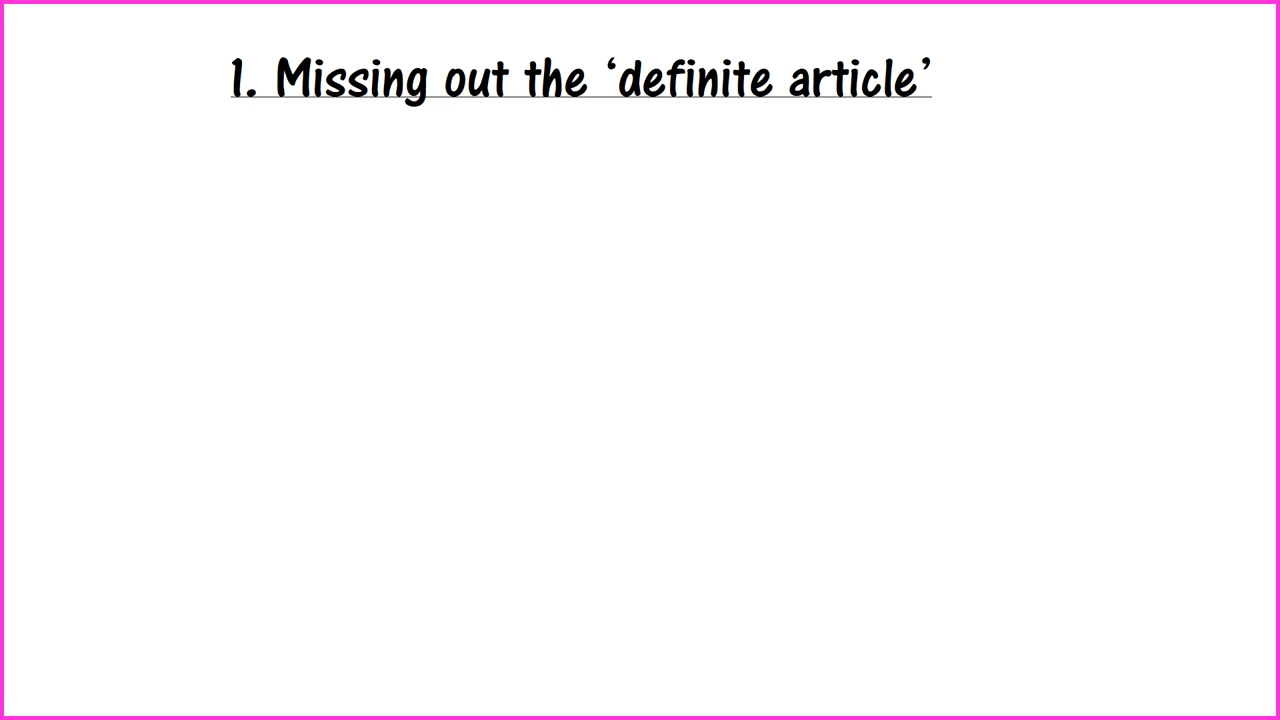 1. Missing out the ‘definite article’